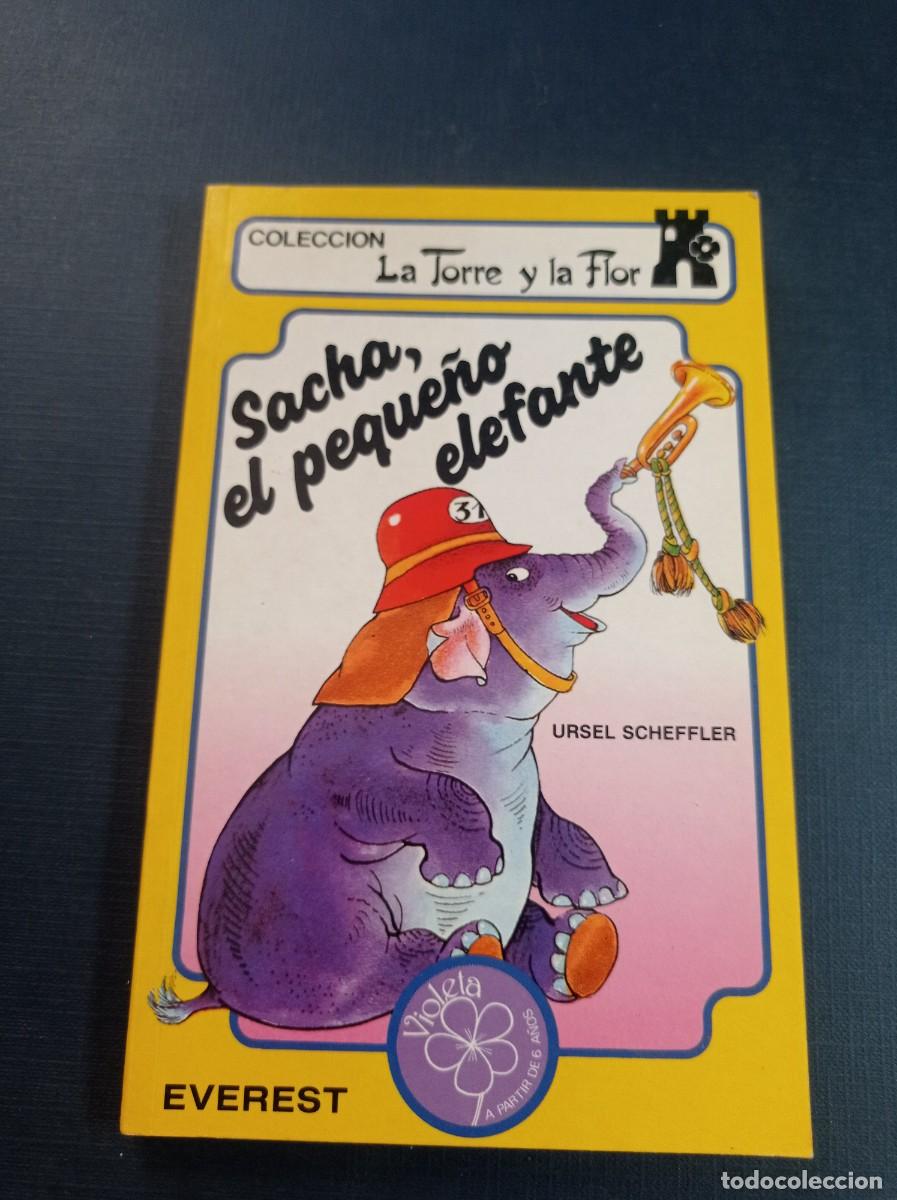 COLECCION
La Torre y la Flor
Sacha,
el pequeño
elefante
31
URSEL SCHEFFLER
Violeta
A PARTIR DE 6 AÑOS
EVEREST
todocoleccion